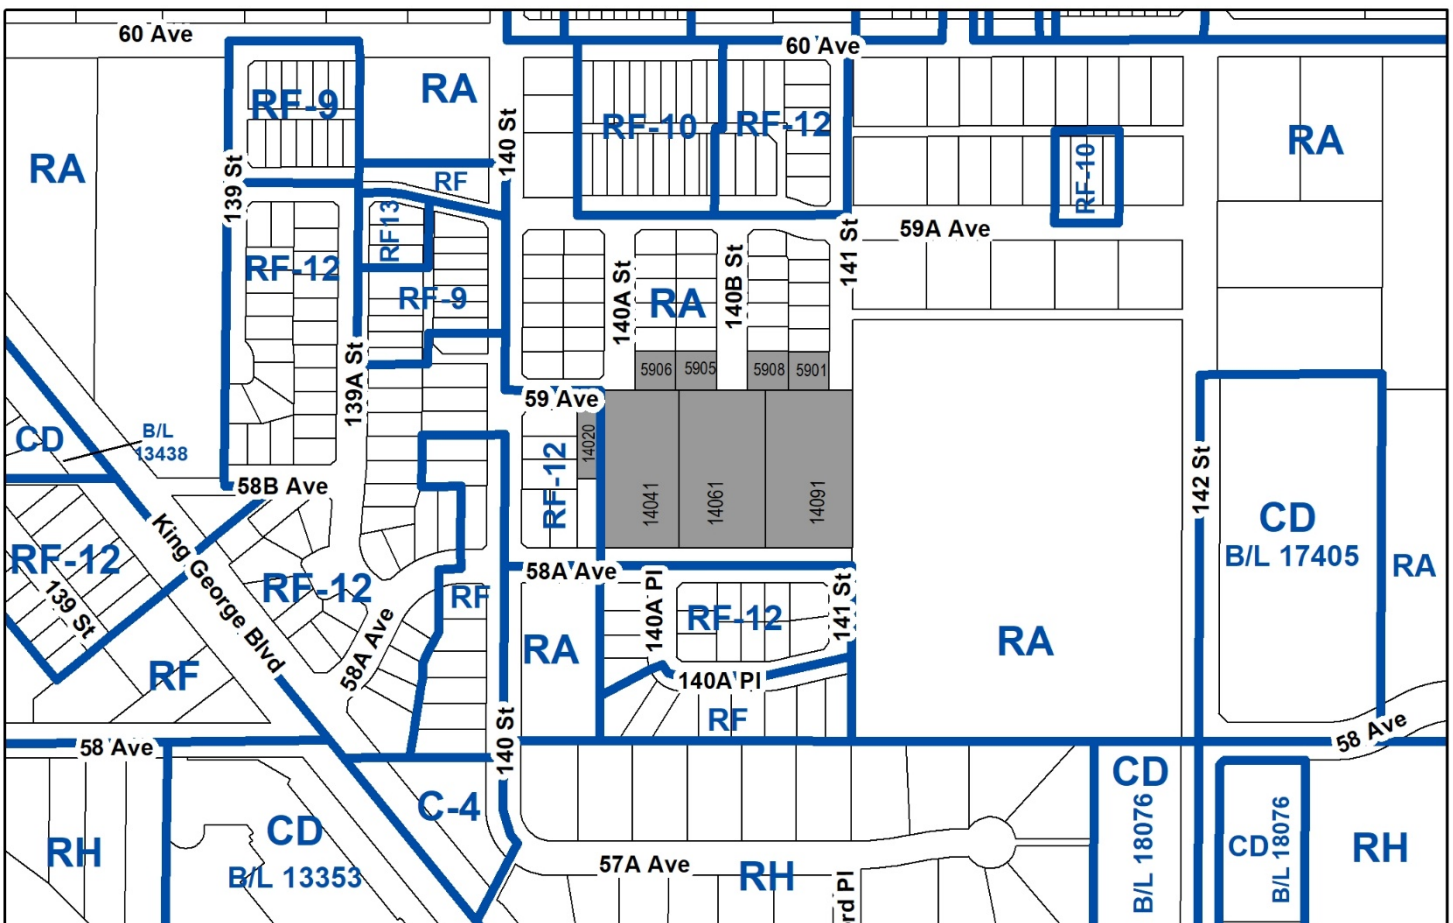 60 Ave
60 Ave
RF-9
RA
140 St
RF-10
RF-12
RA
RA
139 St
RF
RF-10
RF13
59A Ave
141 St
RF-12
RF-9
140A St
RA
140B St
139A St
5906
5905
5908
5901
59 Ave
CD
B/L
13438
14020
RF-12
58B Ave
14041
14061
14091
142 St
CD
B/L 17405
King George Blvd
RF-12
139 St
RF-12
58A Ave
RF
58A Ave
140A Pl
RF-12
141 St
RA
RA
RA
RF
140A Pl
RF
58 Ave
140 St
58 Ave
CD
B/L 18076
C-4
CD
B/L 13353
RH
57A Ave
RH
rd Pl
CD
B/L 18076
RH